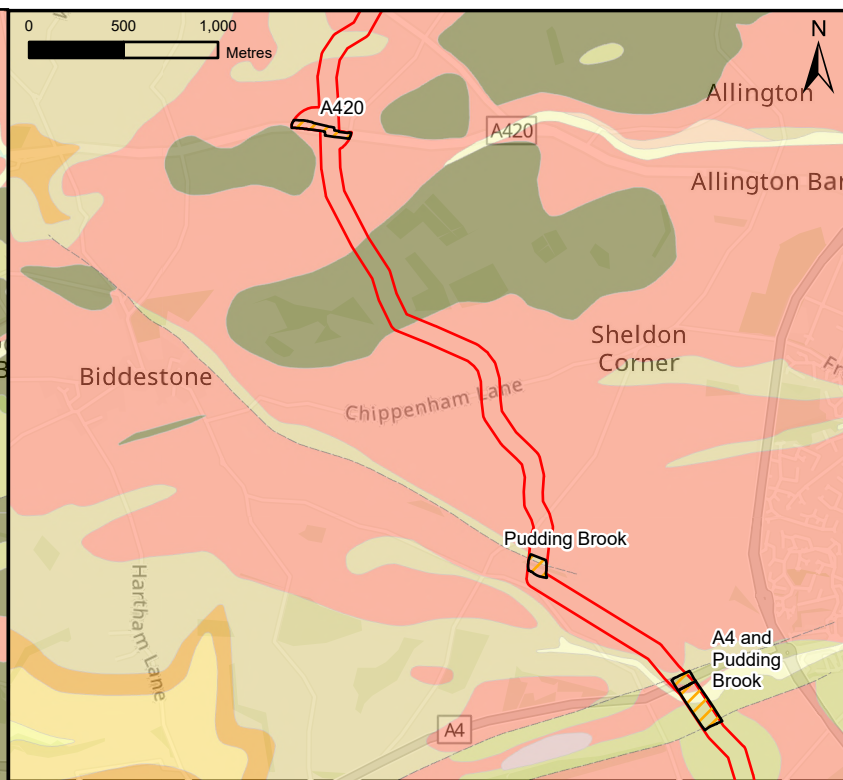 0 500 1,000
Metres
N
A420
Allington
A420
Allington Bar
Sheldon
Corner
Biddestone
Chippenham Lane
Pudding Brook
Hartham Lane
A4 and
Pudding
Brook
A4